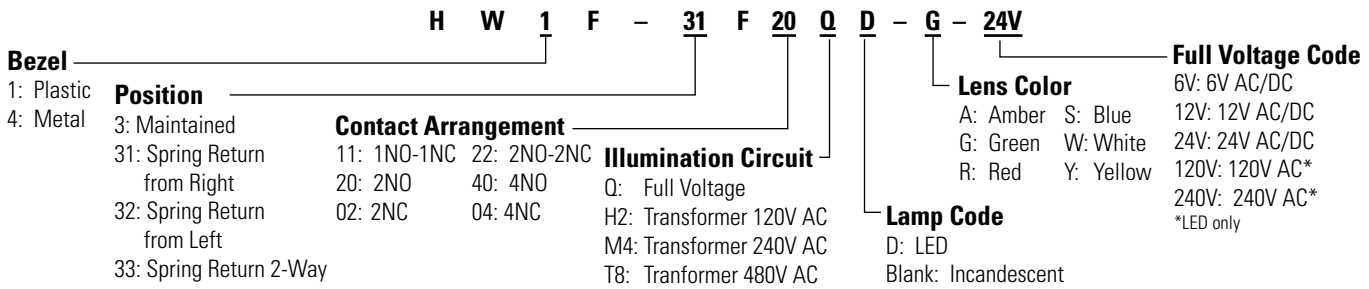 H W 1 F – 31 F 20 Q D – G – 24V
Bezel
1: Plastic
4: Metal
Position
3: Maintained
31: Spring Return
from Right
32: Spring Return
from Left
33: Spring Return 2-Way
Contact Arrangement
11: 1NO-1NC 22: 2NO-2NC
20: 2NO 40: 4NO
02: 2NC 04: 4NC
Illumination Circuit
Q: Full Voltage
H2: Transformer 120V AC
M4: Transformer 240V AC
T8: Tranformer 480V AC
Lamp Code
D: LED
Blank: Incandescent
Lens Color
A: Amber S: Blue
G: Green W: White
R: Red Y: Yellow
Full Voltage Code
6V: 6V AC/DC
12V: 12V AC/DC
24V: 24V AC/DC
120V: 120V AC*
240V: 240V AC*
*LED only